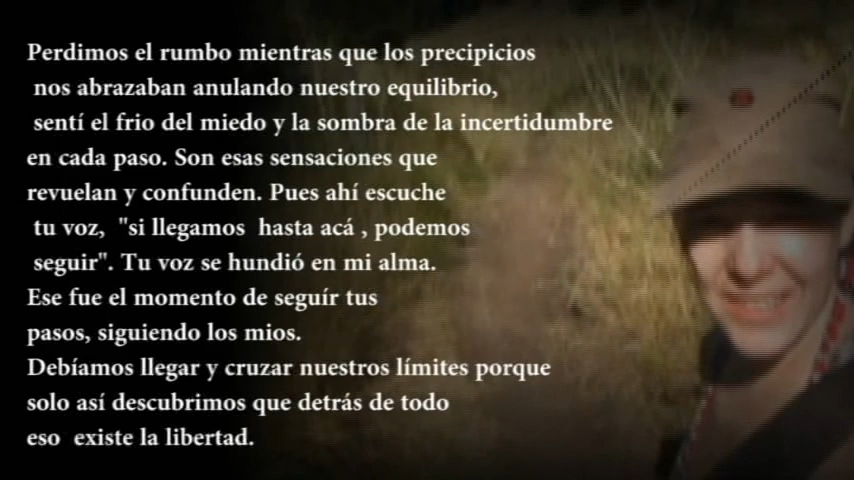 Perdimos el rumbo mientras que los precipicios
nos abrazaban anulando nuestro equilibrio,
sentí el frio del miedo y la sombra de la incertidumbre
en cada paso. Son esas sensaciones que
revuelan y confunden. Pues ahí escuche
tu voz,  "si llegamos  hasta acá , podemos
seguir". Tu voz se hundió en mi alma.
Ese fue el momento de seguír tus
pasos, siguiendo los mios.
Debíamos llegar y cruzar nuestros límites porque
solo así descubrimos que detrás de todo
eso  existe la libertad.